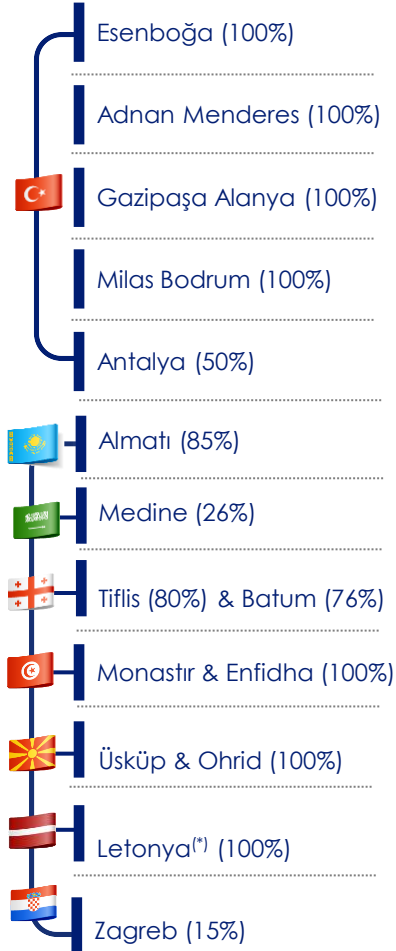 Esenboğa (100%)
Adnan Menderes (100%)
Gazipaşa Alanya (100%)
Milas Bodrum (100%)
Antalya (50%)
Almatı (85%)
Medine (26%)
Tiflis (80%) & Batum (76%)
Monastır & Enfidha (100%)
Üsküp & Ohrid (100%)
Letonya(*) (100%)
Zagreb (15%)